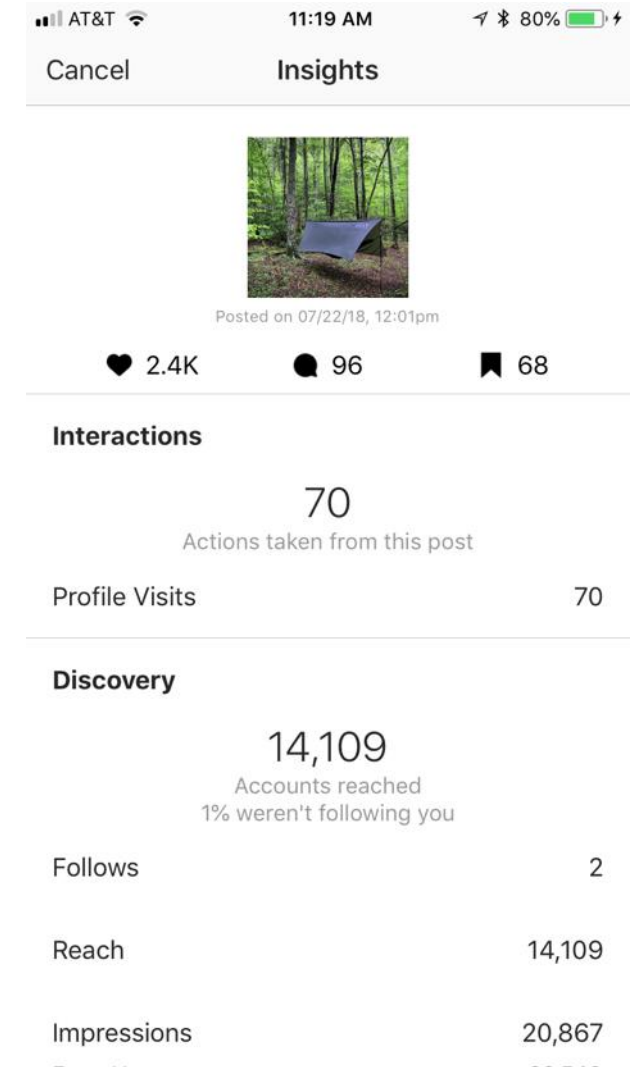 AT&T 11:19 AM 80%
Cancel Insights
Posted on 07/22/18, 12:01pm
2.4K 96 68
Interactions
70
Actions taken from this post
Profile Visits 70
Discovery
14,109
Accounts reached
1% weren't following you
Follows 2
Reach 14,109
Impressions 20,867